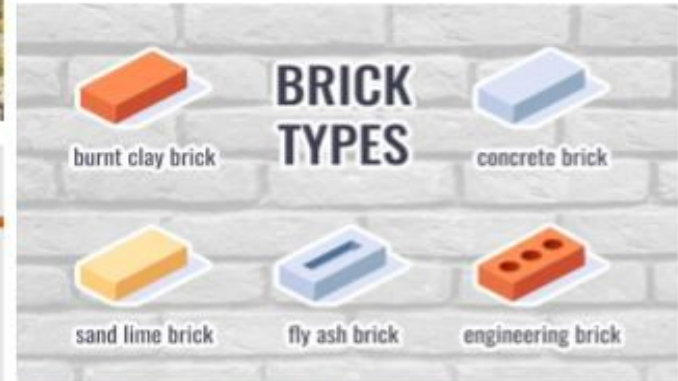 BRICK
TYPES
burnt clay brick
concrete brick
sand lime brick
fly ash brick
engineering brick